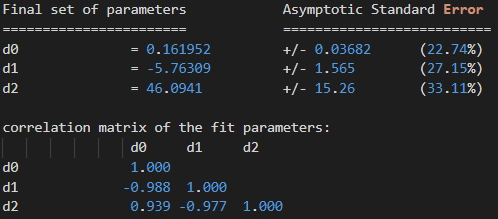 Final set of parameters Asymptotic Standard Error
======================= ==========================
d0 = 0.161952 +/- 0.03682 (22.74%)
d1 = -5.76309 +/- 1.565 (27.15%)
d2 = 46.0941 +/- 15.26 (33.11%)
correlation matrix of the fit parameters:
d0 d1 d2
d0 1.000
d1 -0.988 1.000
d2 0.939 -0.977 1.000